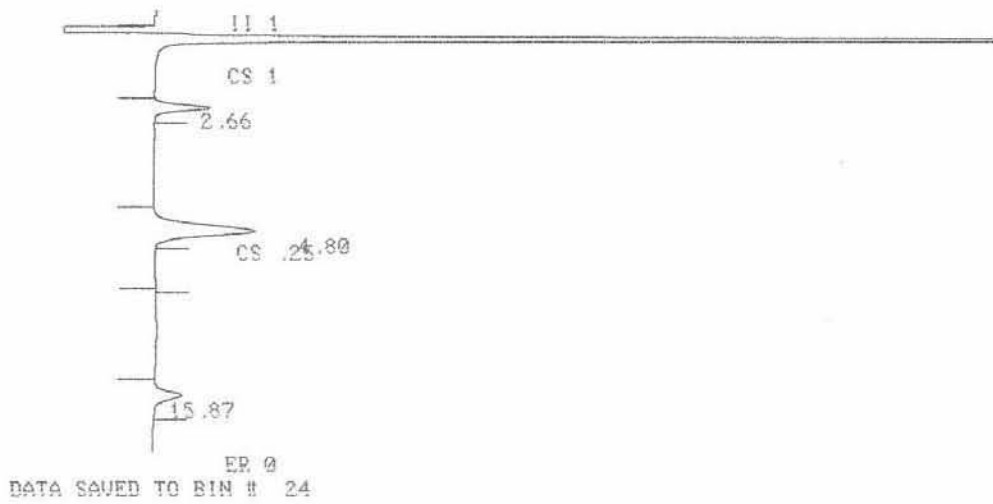 II 1
CS 1
2.66
4.80
CS .25
15.87
ER 0
DATA SAVED TO BIN # 24